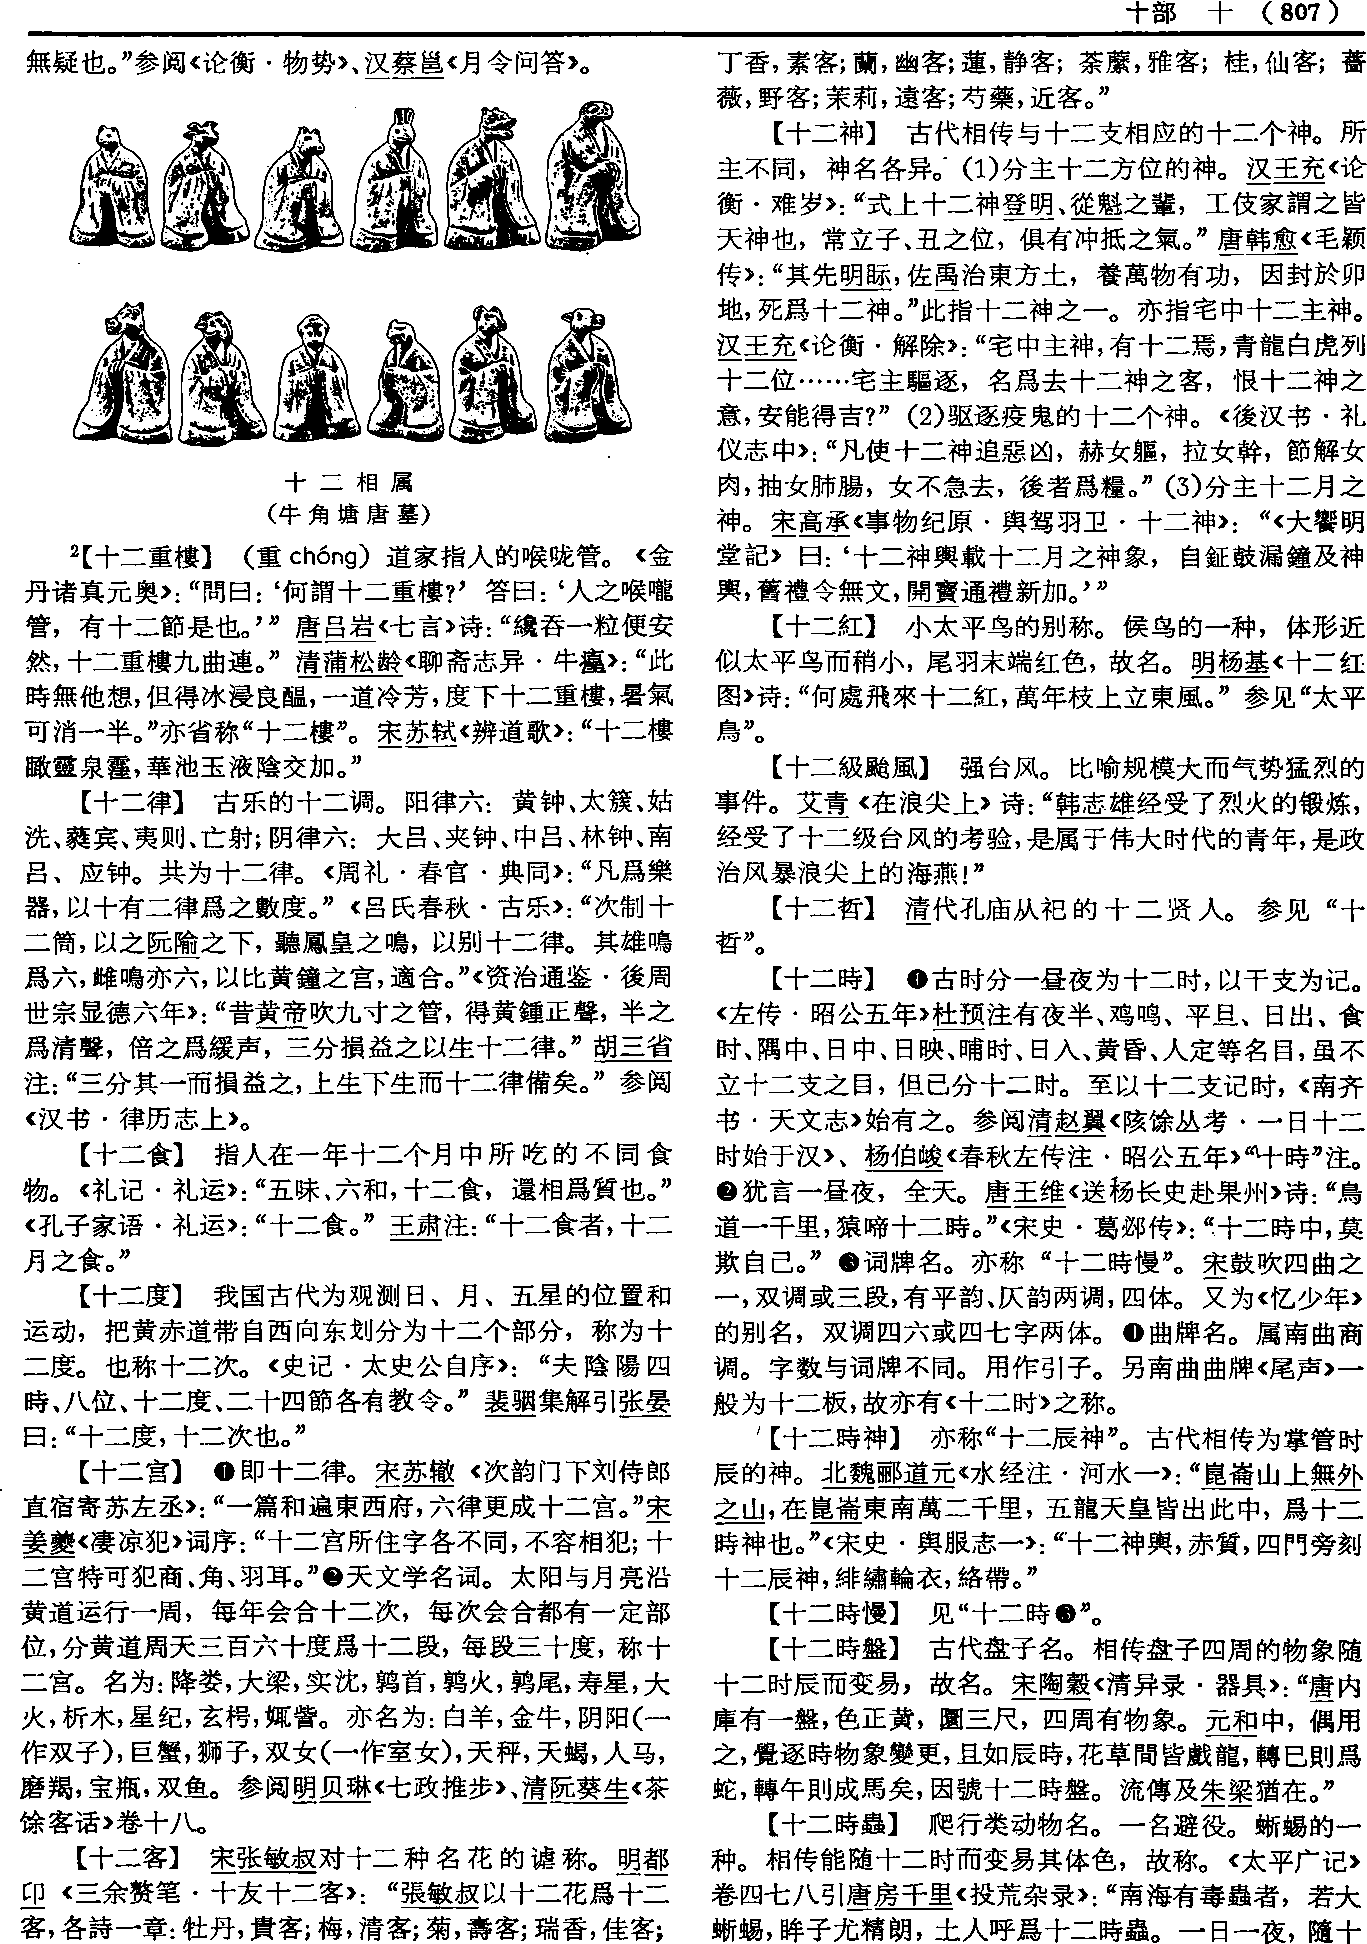 十部 十 （807）
無疑也。”参阅《论衡·物势》、汉蔡邕《月令问答》。
十二相属
（牛角塘唐墓）
²【十二重樓】 （重 chóng）道家指人的喉咙管。《金
丹诸真元奥》：“問曰：‘何謂十二重樓？’答曰：‘人之喉嚨
管，有十二節是也。’”唐吕岩《七言》诗：“纔吞一粒便安
然，十二重樓九曲連。”清蒲松龄《聊斋志异·牛㾮》：“此
時無他想，但得冰浸良醖，一道冷芳，度下十二重樓，暑氣
可消一半。”亦省称“十二樓”。宋苏轼《辨道歌》：“十二樓
瞰靈泉霪，華池玉液陰交加。”
【十二律】 古乐的十二调。阳律六：黄钟、太簇、姑
洗、蕤宾、夷则、亡射；阴律六：大吕、夹钟、中吕、林钟、南
吕、应钟。共为十二律。《周礼·春官·典同》：“凡爲樂
器，以十有二律爲之數度。”《吕氏春秋·古乐》：“次制十
二筒，以之阮隃之下，聽鳳皇之鳴，以别十二律。其雄鳴
爲六，雌鳴亦六，以比黄鐘之宫，適合。”《资治通鉴·後周
世宗显德六年》：“昔黄帝吹九寸之管，得黄鍾正聲，半之
爲清聲，倍之爲緩声，三分損益之以生十二律。”胡三省
注：“三分其一而損益之，上生下生而十二律備矣。”参阅
《汉书·律历志上》。
【十二食】 指人在一年十二个月中所吃的不同食
物。《礼记·礼运》：“五味、六和，十二食，還相爲質也。”
《孔子家语·礼运》：“十二食。”王肃注：“十二食者，十二
月之食。”
【十二度】 我国古代为观测日、月、五星的位置和
运动，把黄赤道带自西向东划分为十二个部分，称为十
二度。也称十二次。《史记·太史公自序》：“夫陰陽四
時、八位、十二度、二十四節各有教令。”裴骃集解引张晏
曰：“十二度，十二次也。”
【十二宫】 ❶即十二律。宋苏辙《次韵门下刘侍郎
直宿寄苏左丞》：“一篇和遍東西府，六律更成十二宫。”宋
姜夔《凄凉犯》词序：“十二宫所住字各不同，不容相犯；十
二宫特可犯商、角、羽耳。”❷天文学名词。太阳与月亮沿
黄道运行一周，每年会合十二次，每次会合都有一定部
位，分黄道周天三百六十度爲十二段，每段三十度，称十
二宫。名为：降娄，大梁，实沈，鹑首，鹑火，鹑尾，寿星，大
火，析木，星纪，玄枵，娵訾。亦名为：白羊，金牛，阴阳（一
作双子），巨蟹，狮子，双女（一作室女），天秤，天蝎，人马，
磨羯，宝瓶，双鱼。参阅明贝琳《七政推步》、清阮葵生《茶
馀客话》卷十八。
【十二客】 宋张敏叔对十二种名花的谑称。明都
卬《三余赘笔·十友十二客》：“張敏叔以十二花爲十二
客，各詩一章：牡丹，貴客；梅，清客；菊，壽客；瑞香，佳客；
丁香，素客；蘭，幽客；蓮，静客；荼䕷，雅客；桂，仙客；薔
薇，野客；茉莉，遠客；芍藥，近客。”
【十二神】 古代相传与十二支相应的十二个神。所
主不同，神名各异。(1)分主十二方位的神。汉王充《论
衡·难岁》：“式上十二神登明、從魁之輩，工伎家謂之皆
天神也，常立子、丑之位，俱有冲抵之氣。”唐韩愈《毛颖
传》：“其先明眎，佐禹治東方土，養萬物有功，因封於卯
地，死爲十二神。”此指十二神之一。亦指宅中十二主神。
汉王充《论衡·解除》：“宅中主神，有十二焉，青龍白虎列
十二位……宅主驅逐，名爲去十二神之客，恨十二神之
意，安能得吉？”(2)驱逐疫鬼的十二个神。《後汉书·礼
仪志中》：“凡使十二神追惡凶，赫女軀，拉女幹，節解女
肉，抽女肺腸，女不急去，後者爲糧。”(3)分主十二月之
神。宋高承《事物纪原·舆驾羽卫·十二神》：“《大饗明
堂記》曰：‘十二神輿載十二月之神象，自鉦鼓漏鐘及神
輿，舊禮令無文，開寶通禮新加。’”
【十二紅】 小太平鸟的别称。候鸟的一种，体形近
似太平鸟而稍小，尾羽末端红色，故名。明杨基《十二红
图》诗：“何處飛來十二紅，萬年枝上立東風。”参见“太平
鳥”。
【十二級颱風】 强台风。比喻规模大而气势猛烈的
事件。艾青《在浪尖上》诗：“韩志雄经受了烈火的锻炼，
经受了十二级台风的考验，是属于伟大时代的青年，是政
治风暴浪尖上的海燕！”
【十二哲】 清代孔庙从祀的十二贤人。参见“十
哲”。
【十二時】 ❶古时分一昼夜为十二时，以干支为记。
《左传·昭公五年》杜预注有夜半、鸡鸣、平旦、日出、食
时、隅中、日中、日昳、晡时、日入、黄昏、人定等名目，虽不
立十二支之目，但已分十二时。至以十二支记时，《南齐
书·天文志》始有之。参阅清赵翼《陔馀丛考·一日十二
时始于汉》、杨伯峻《春秋左传注·昭公五年》“十時”注。
❷犹言一昼夜，全天。唐王维《送杨长史赴果州》诗：“鳥
道一千里，猿啼十二時。”《宋史·葛邲传》：“十二時中，莫
欺自己。”❸词牌名。亦称“十二時慢”。宋鼓吹四曲之
一，双调或三段，有平韵、仄韵两调，四体。又为《忆少年》
的别名，双调四六或四七字两体。❹曲牌名。属南曲商
调。字数与词牌不同。用作引子。另南曲曲牌《尾声》一
般为十二板，故亦有《十二时》之称。
【十二時神】 亦称“十二辰神”。古代相传为掌管时
辰的神。北魏郦道元《水经注·河水一》：“崑崙山上無外
之山，在崑崙東南萬二千里，五龍天皇皆出此中，爲十二
時神也。”《宋史·舆服志一》：“十二神輿，赤質，四門旁刻
十二辰神，緋繡輪衣，絡帶。”
【十二時慢】 见“十二時❸”。
【十二時盤】 古代盘子名。相传盘子四周的物象随
十二时辰而变易，故名。宋陶穀《清异录·器具》：“唐内
庫有一盤，色正黄，圜三尺，四周有物象。元和中，偶用
之，覺逐時物象變更，且如辰時，花草間皆戲龍，轉巳則爲
蛇，轉午則成馬矣，因號十二時盤。流傳及朱梁猶在。”
【十二時蟲】 爬行类动物名。一名避役。蜥蜴的一
种。相传能随十二时而变易其体色，故称。《太平广记》
卷四七八引唐房千里《投荒杂录》：“南海有毒蟲者，若大
蜥蜴，眸子尤精朗，土人呼爲十二時蟲。一日一夜，隨十